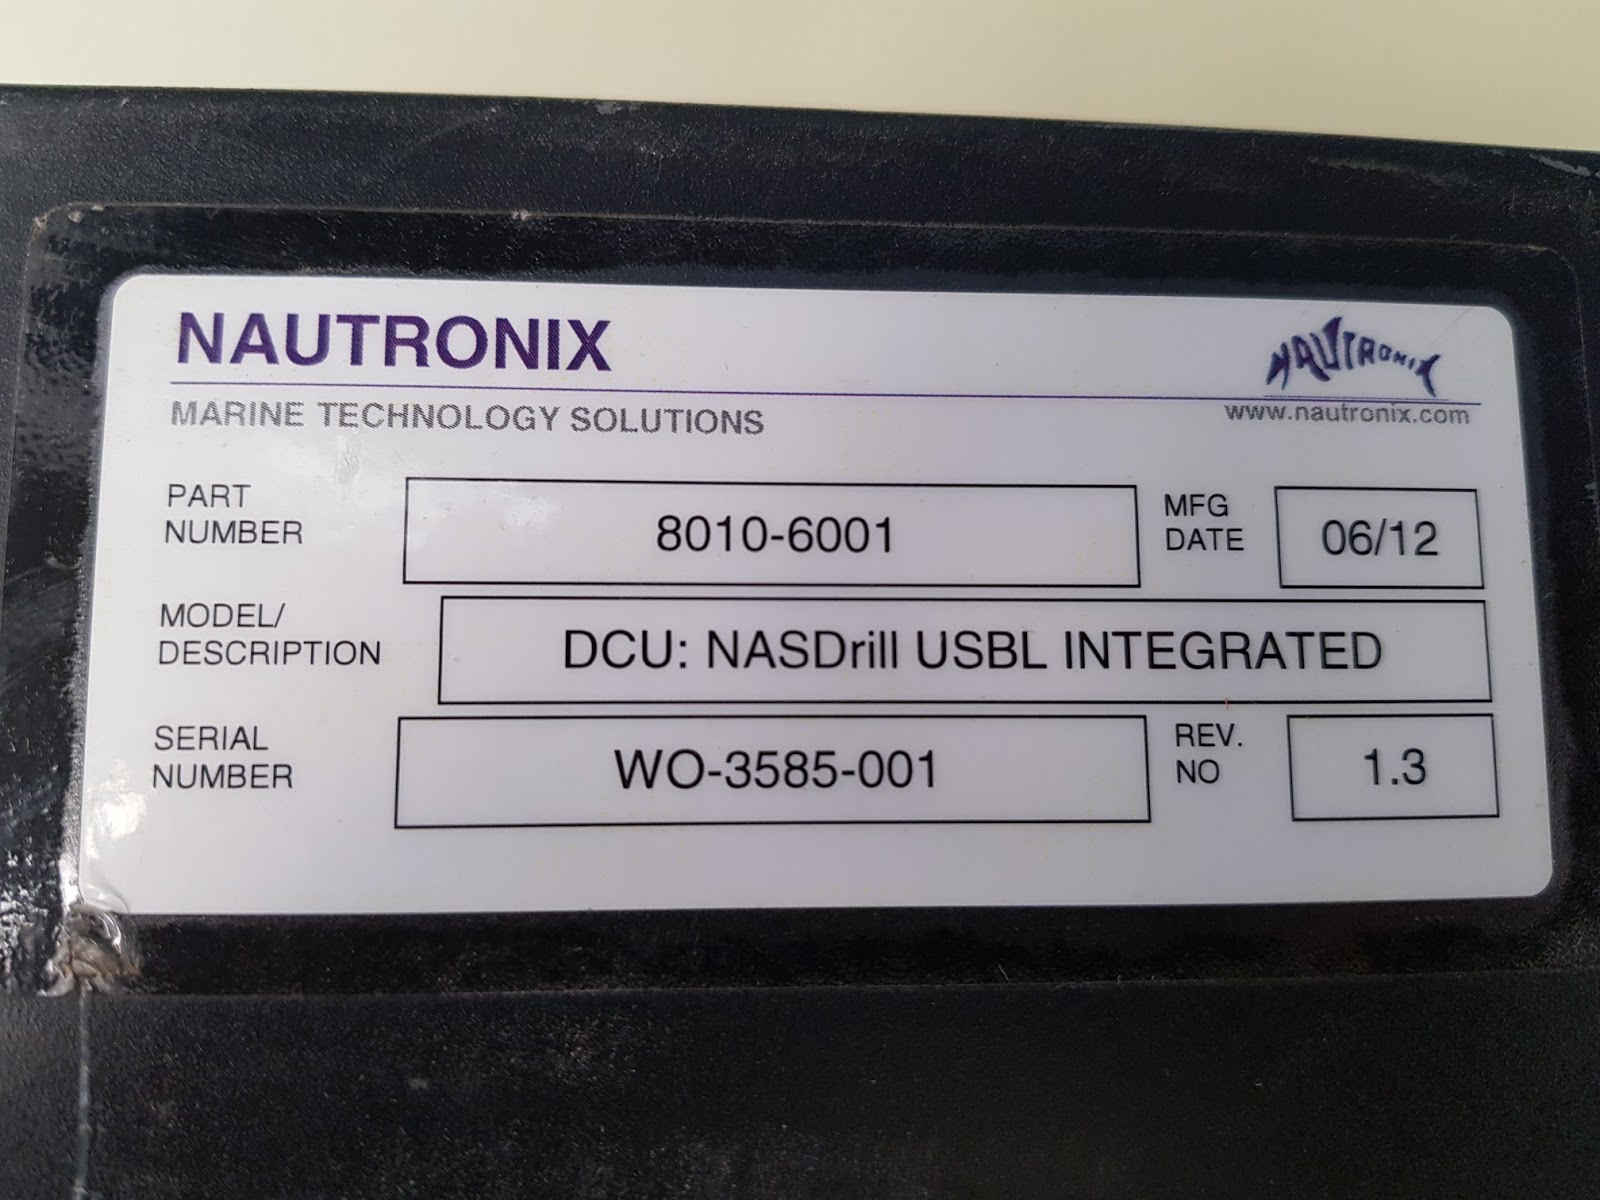 NAUTRONIX
NAUTRONIX
MARINE TECHNOLOGY SOLUTIONS
www.nautronix.com
PART
NUMBER
8010-6001
MFG
DATE
06/12
MODEL/
DESCRIPTION
DCU: NASDrill USBL INTEGRATED
SERIAL
NUMBER
WO-3585-001
REV.
NO
1.3